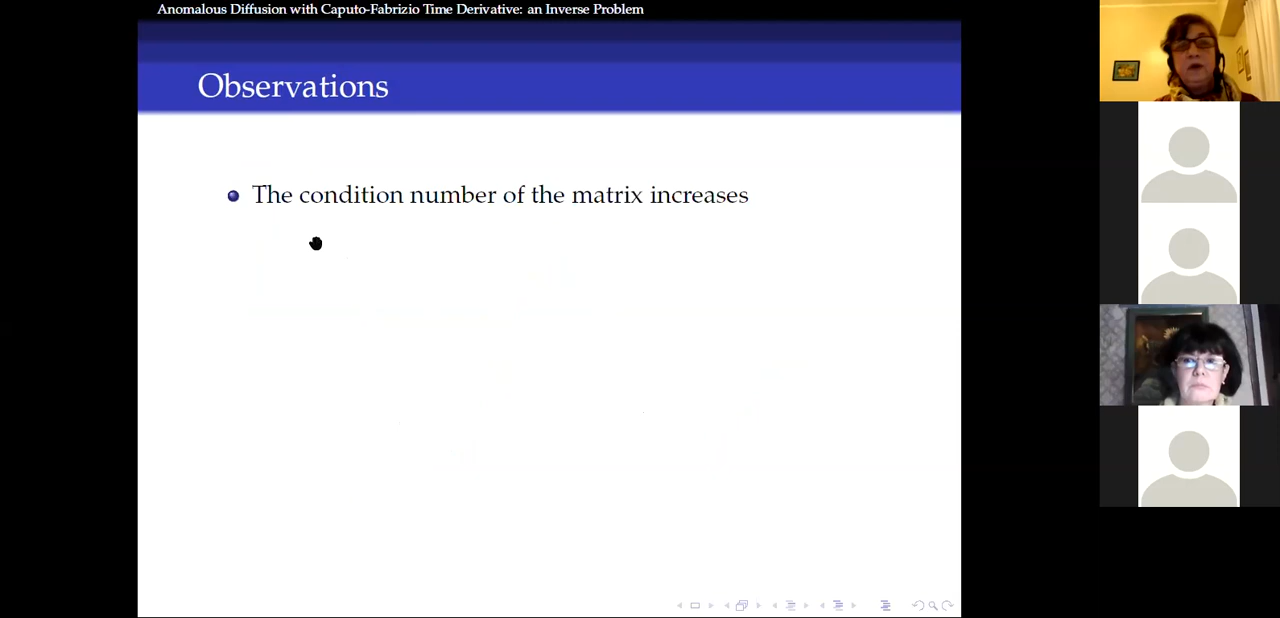 Anomalous Diffusion with Caputo-Fabrizio Time Derivative: an Inverse Problem
Observations
The condition number of the matrix increases